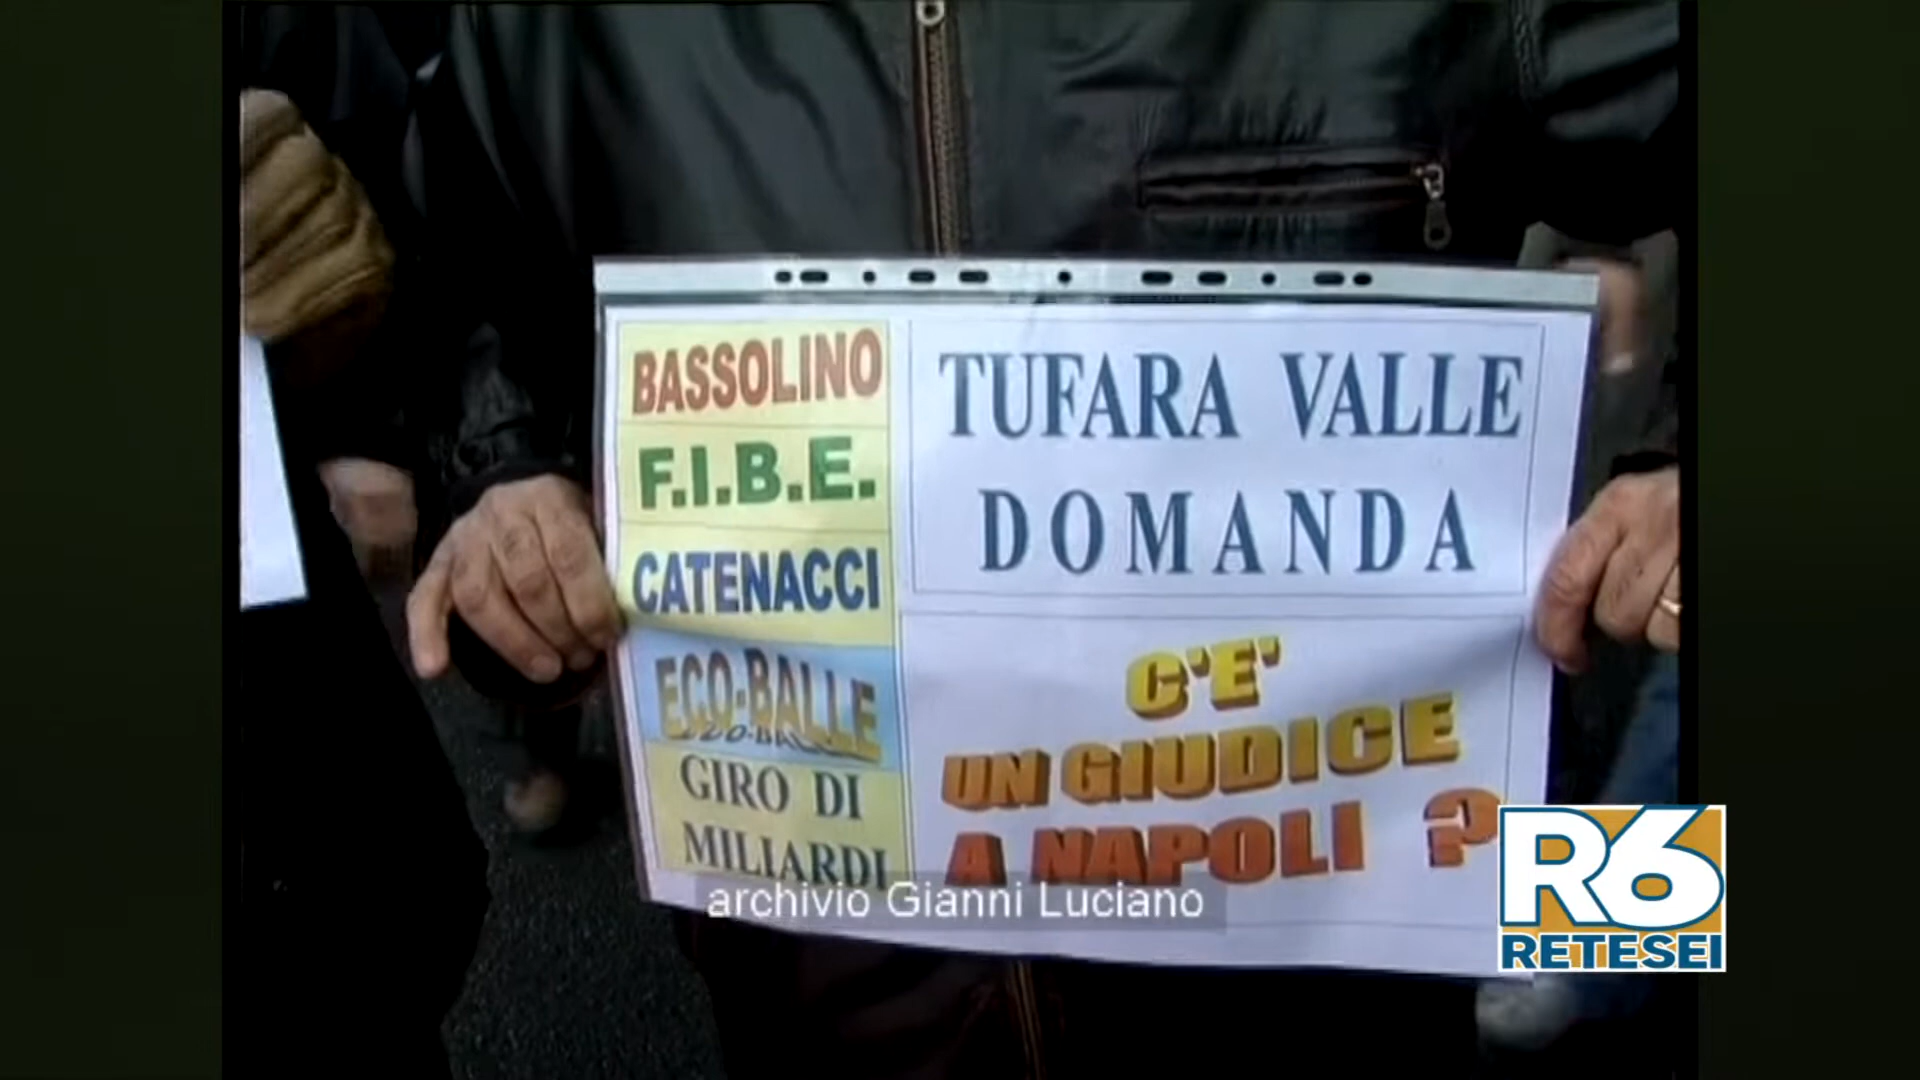 BASSOLINO
F.I.B.E.
CATENACCI
ECO-BALLE
GIRO DI
MILIARDI
TUFARA VALLE
DOMANDA
C'E'
UN GIUDICE
A NAPOLI ?
archivio Gianni Luciano
R6
RETESEI